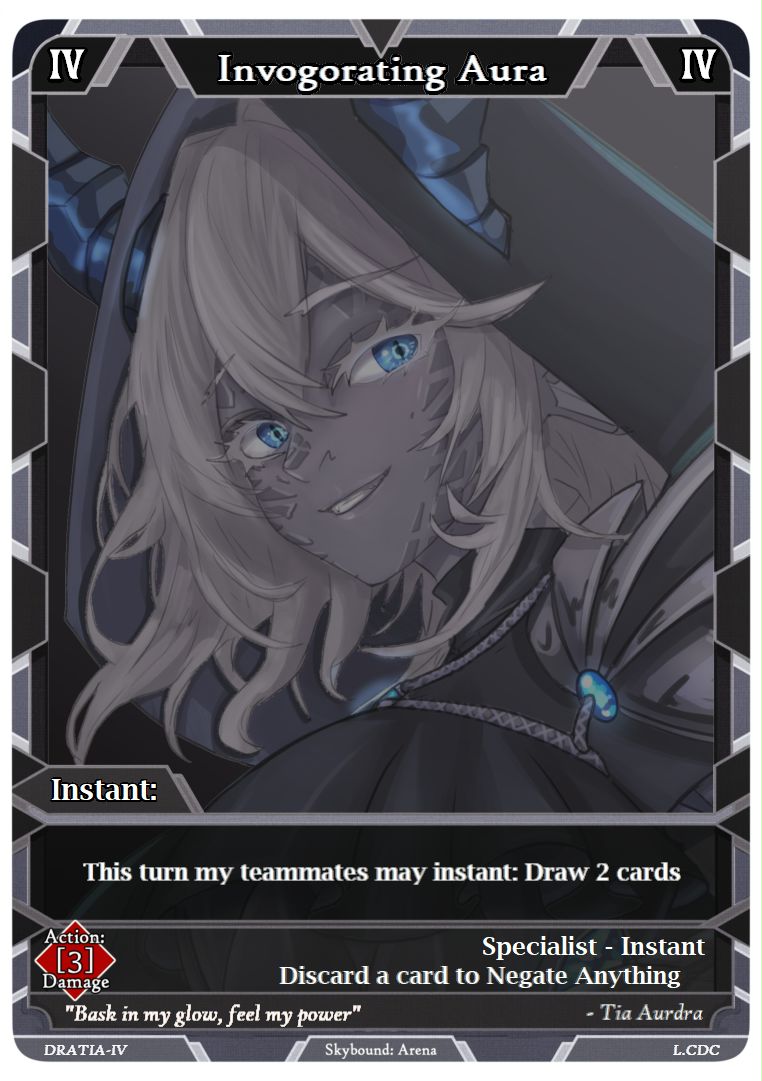 IV Invogorating Aura IV
Instant:
This turn my teammates may instant: Draw 2 cards
Action:
[3]
Damage
Specialist - Instant
Discard a card to Negate Anything
"Bask in my glow, feel my power" - Tia Aurdra
DRATIA-IV Skybound: Arena L.CDC